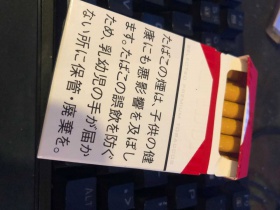 たばこの煙は、子供の健
康にも悪影響を及ぼし
ます。たばこの誤飲を防ぐ
ため、乳幼児の手が届か
ない所に保管・廃棄を。